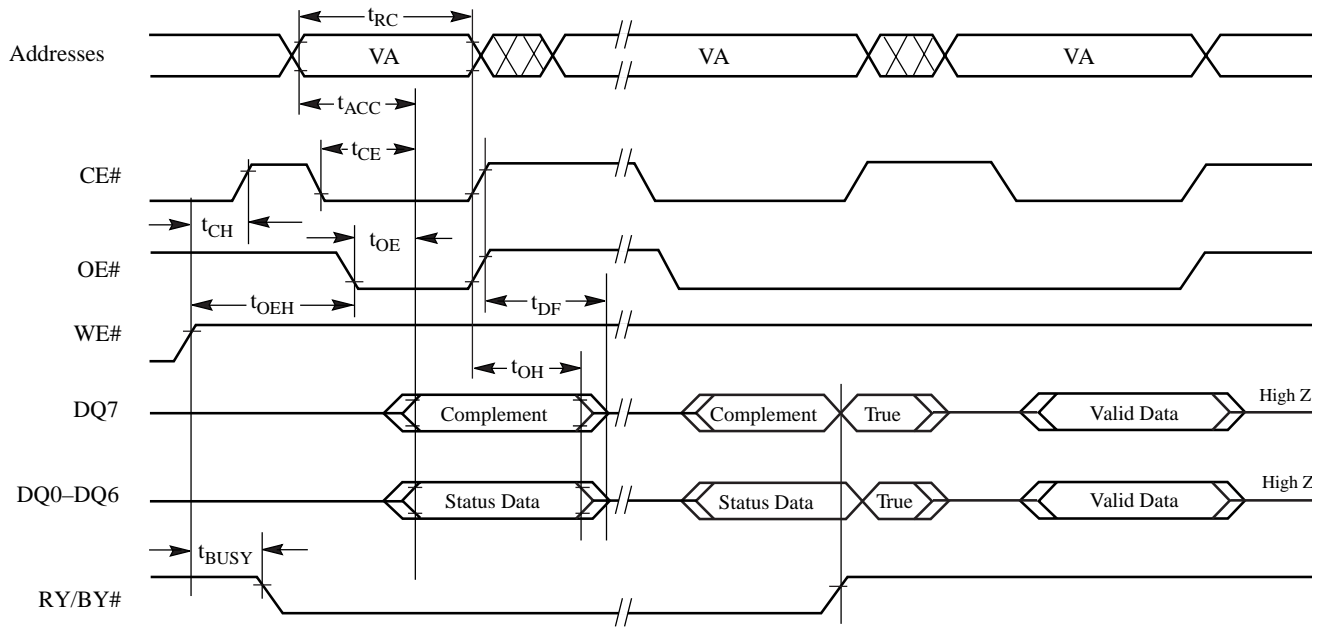 tRC
Addresses VA VA VA
tACC
tCE
CE#
tCH tOE
OE#
tOEH tDF
WE#
tOH
DQ7 Complement Complement True Valid Data High Z
DQ0–DQ6 Status Data Status Data True Valid Data High Z
tBUSY
RY/BY#